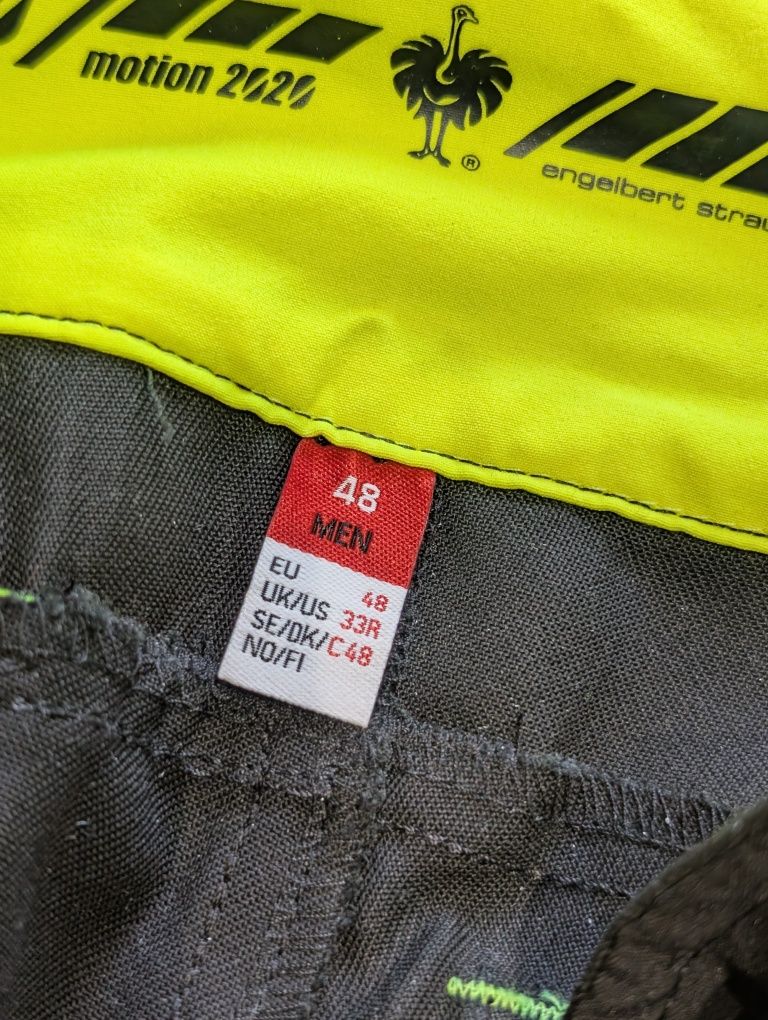 motion 2020
®
engelbert strau
48
MEN
EU 48
UK/US 33R
SE/DK/ C48
NO/FI